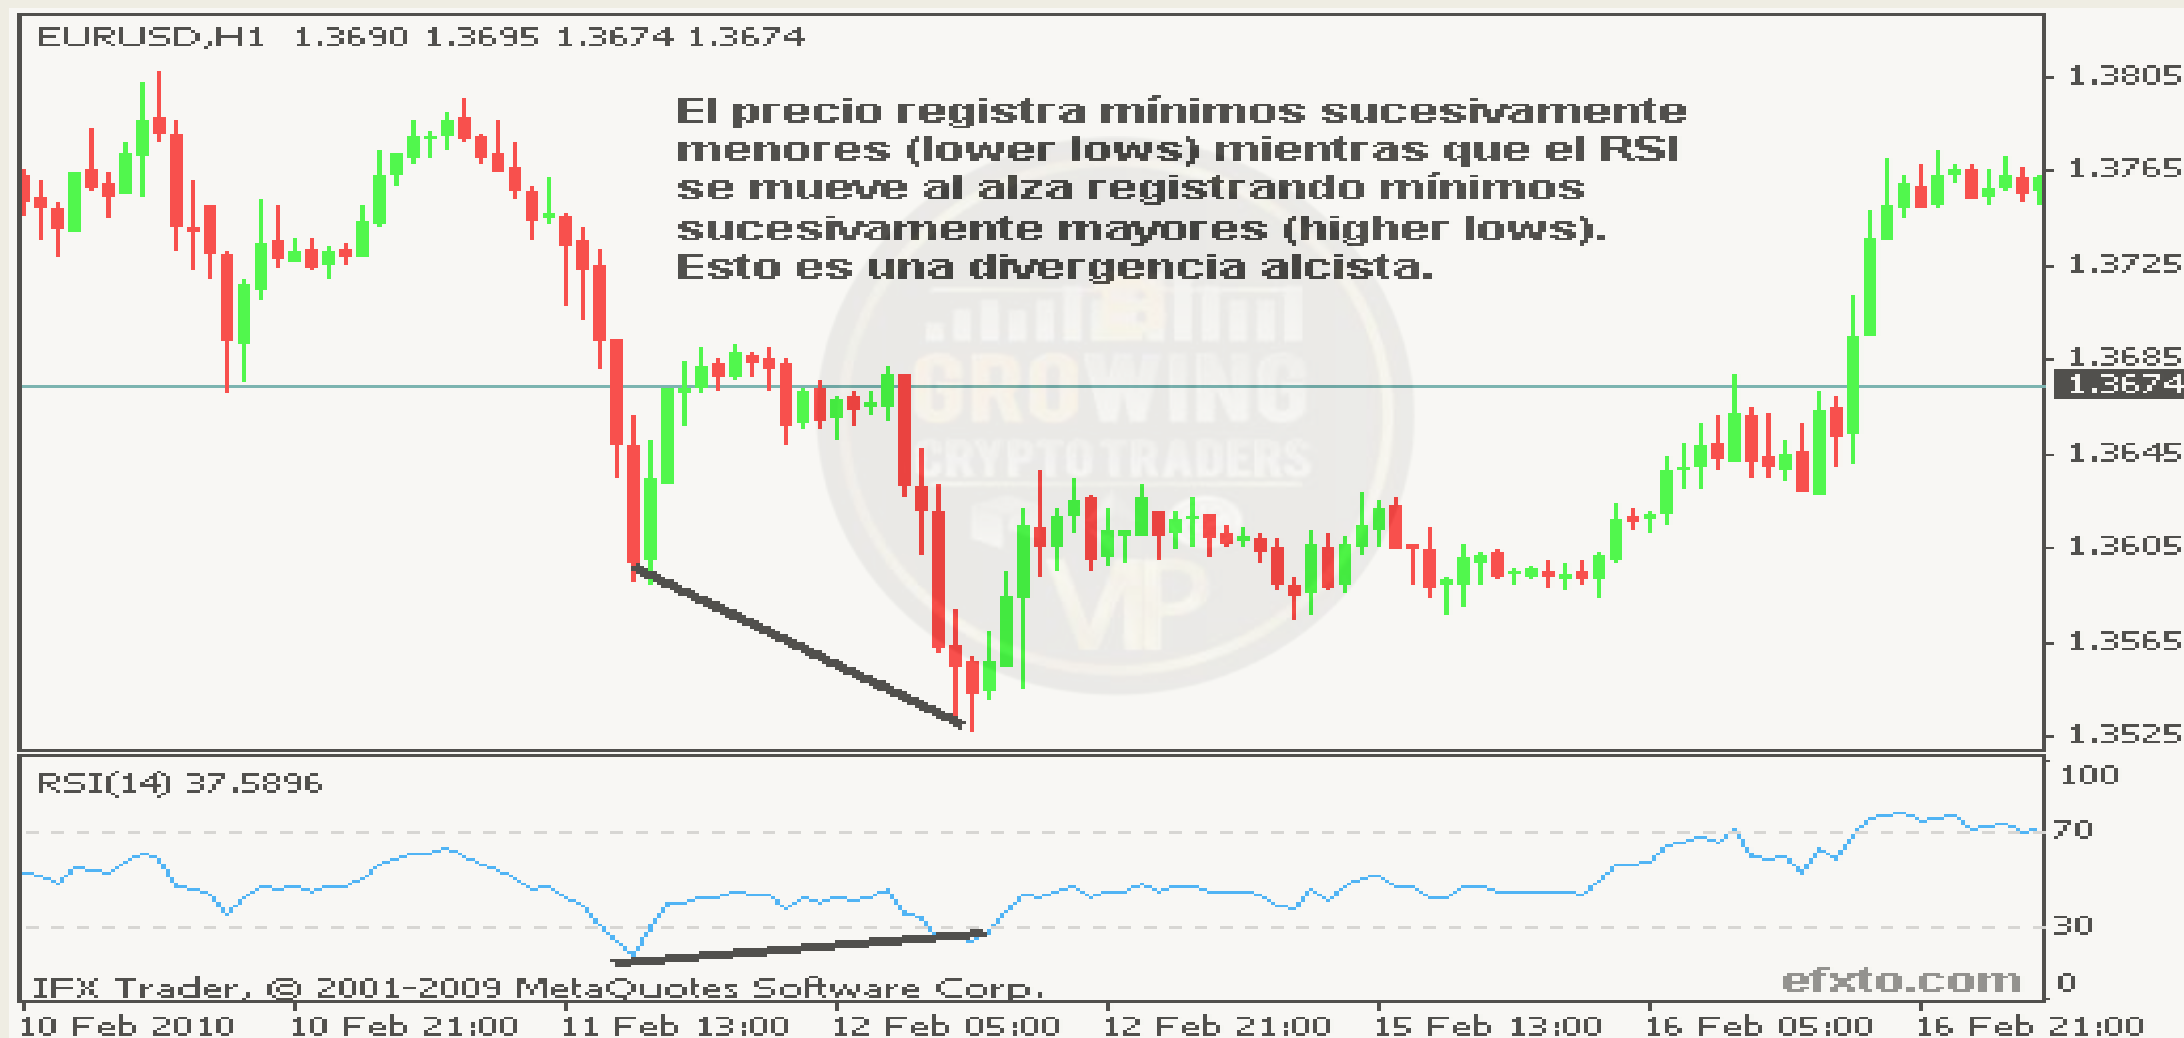 EURUSD,H1 1.3690 1.3695 1.3674 1.3674
El precio registra mínimos sucesivamente
menores (lower lows) mientras que el RSI
se mueve al alza registrando mínimos
sucesivamente mayores (higher lows).
Esto es una divergencia alcista.
GROWING
CRYPTO TRADERS
VIP
1.3805
1.3765
1.3725
1.3685
1.3674
1.3645
1.3605
1.3565
1.3525
RSI(14) 37.5896
100
70
30
0
IFX Trader, © 2001-2009 MetaQuotes Software Corp.
efxto.com
10 Feb 2010 10 Feb 21:00 11 Feb 13:00 12 Feb 05:00 12 Feb 21:00 15 Feb 13:00 16 Feb 05:00 16 Feb 21:00